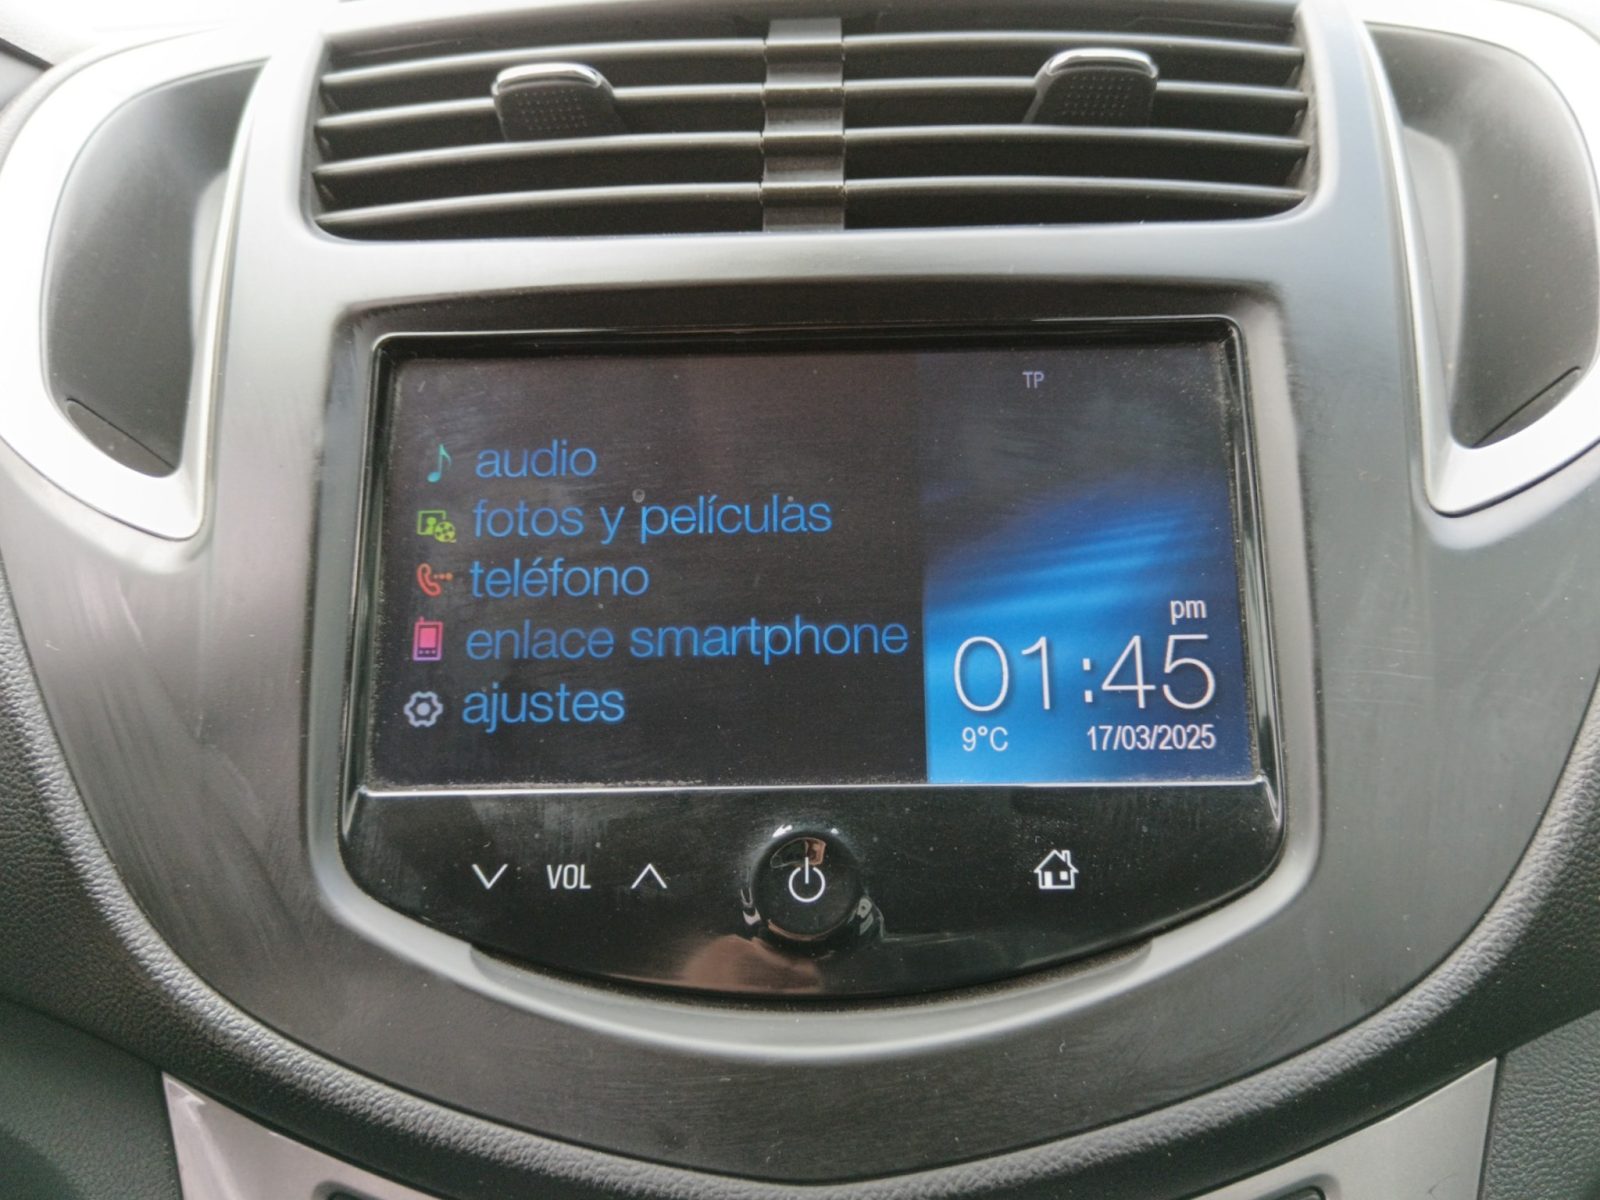 TP
audio
fotos y películas
teléfono
enlace smartphone
ajustes
pm
01:45
9°C 17/03/2025
VOL